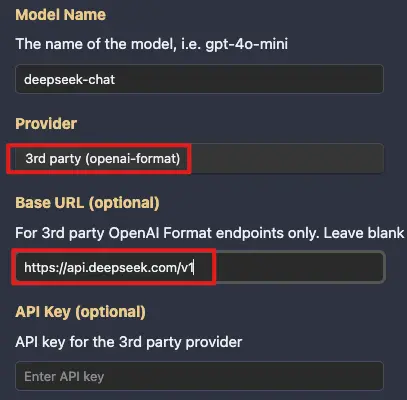 Model Name
The name of the model, i.e. gpt-4o-mini
deepseek-chat
Provider
3rd party (openai-format)
Base URL (optional)
For 3rd party OpenAI Format endpoints only. Leave blank
https://api.deepseek.com/v1
API Key (optional)
API key for the 3rd party provider
Enter API key